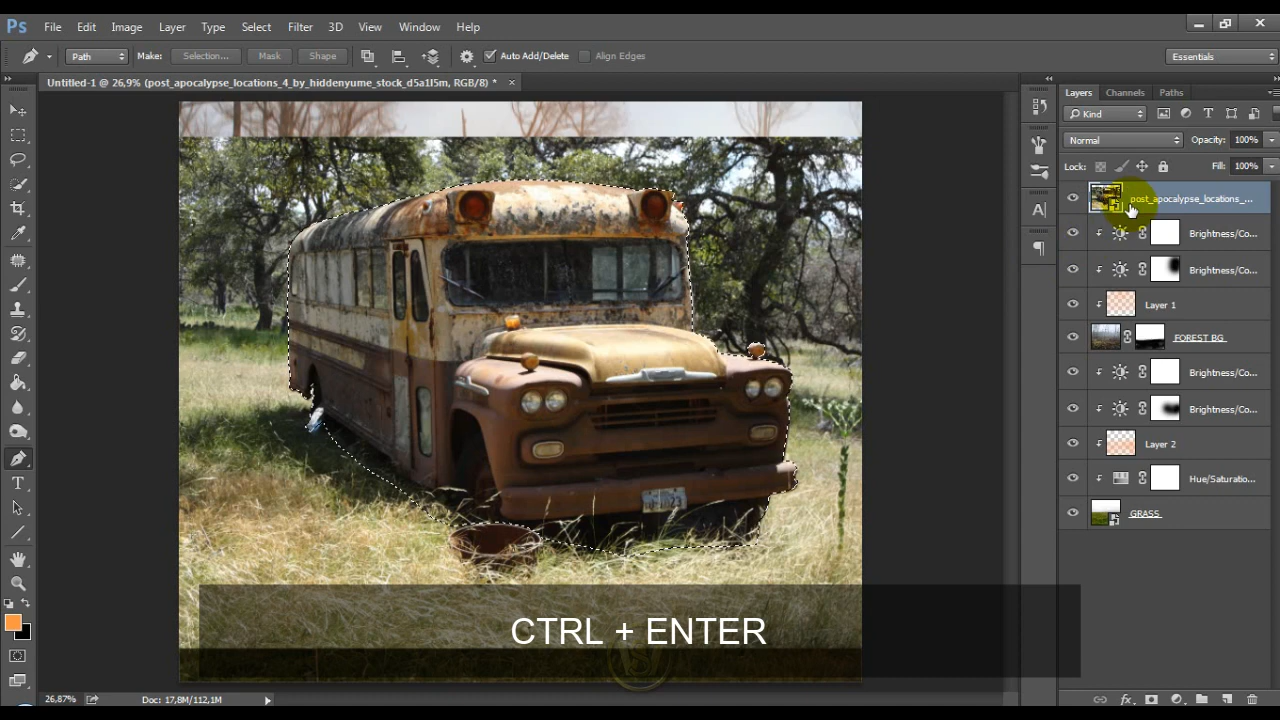 Ps File Edit Image Layer Type Select Filter 3D View Window Help
Path Make: Selection... Mask Shape Auto Add/Delete Align Edges Essentials
Untitled-1 @ 26,9% (post_apocalypse_locations_4_by_hiddenyume_stock_d5a1l5m, RGB/8) * ×
Layers Channels Paths
Kind
Normal Opacity: 100%
Lock: Fill: 100%
post_apocalypse_locations_...
Brightness/Co...
Brightness/Co...
Layer 1
FOREST BG
Brightness/Co...
Brightness/Co...
Layer 2
Hue/Saturatio...
GRASS
CTRL + ENTER
26,87% Doc: 17,8M/112,1M